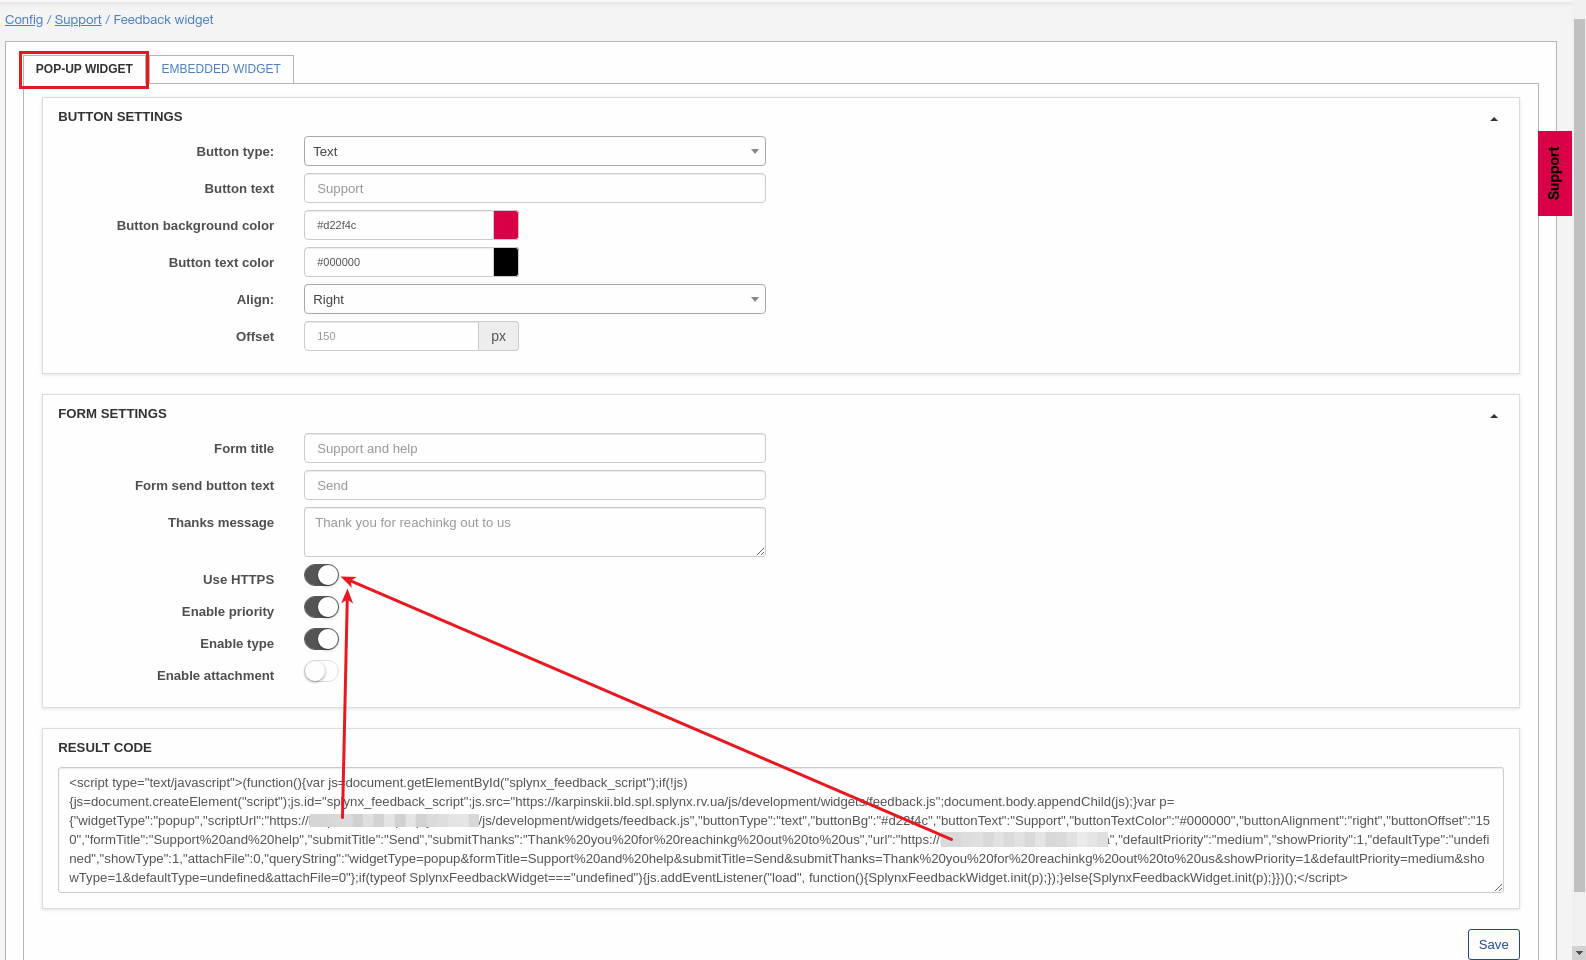 Config / Support / Feedback widget
POP-UP WIDGET
EMBEDDED WIDGET
BUTTON SETTINGS
Button type:
Text
Button text
Support
Button background color
#d22f4c
Button text color
#000000
Align:
Right
Offset
150
px
Support
FORM SETTINGS
Form title
Support and help
Form send button text
Send
Thanks message
Thank you for reachinkg out to us
Use HTTPS
Enable priority
Enable type
Enable attachment
RESULT CODE
<script type="text/javascript">(function(){var js=document.getElementById("splynx_feedback_script");if(!js)
{js=document.createElement("script");js.id="splynx_feedback_script";js.src="https://karpinskii.bld.spl.splynx.rv.ua/js/development/widgets/feedback.js";document.body.appendChild(js);}var p=
{"widgetType":"popup","scriptUrl":"https:// /js/development/widgets/feedback.js","buttonType":"text","buttonBg":"#d22f4c","buttonText":"Support","buttonTextColor":"#000000","buttonAlignment":"right","buttonOffset":"15
0","formTitle":"Support%20and%20help","submitTitle":"Send","submitThanks":"Thank%20you%20for%20reachinkg%20out%20to%20us","url":"https:// ","defaultPriority":"medium","showPriority":1,"defaultType":"undefi
ned","showType":1,"attachFile":0,"queryString":"widgetType=popup&formTitle=Support%20and%20help&submitTitle=Send&submitThanks=Thank%20you%20for%20reachinkg%20out%20to%20us&showPriority=1&defaultPriority=medium&sho
wType=1&defaultType=undefined&attachFile=0"};if(typeof SplynxFeedbackWidget==="undefined"){js.addEventListener("load", function(){SplynxFeedbackWidget.init(p);});}else{SplynxFeedbackWidget.init(p);}})();</script>
Save